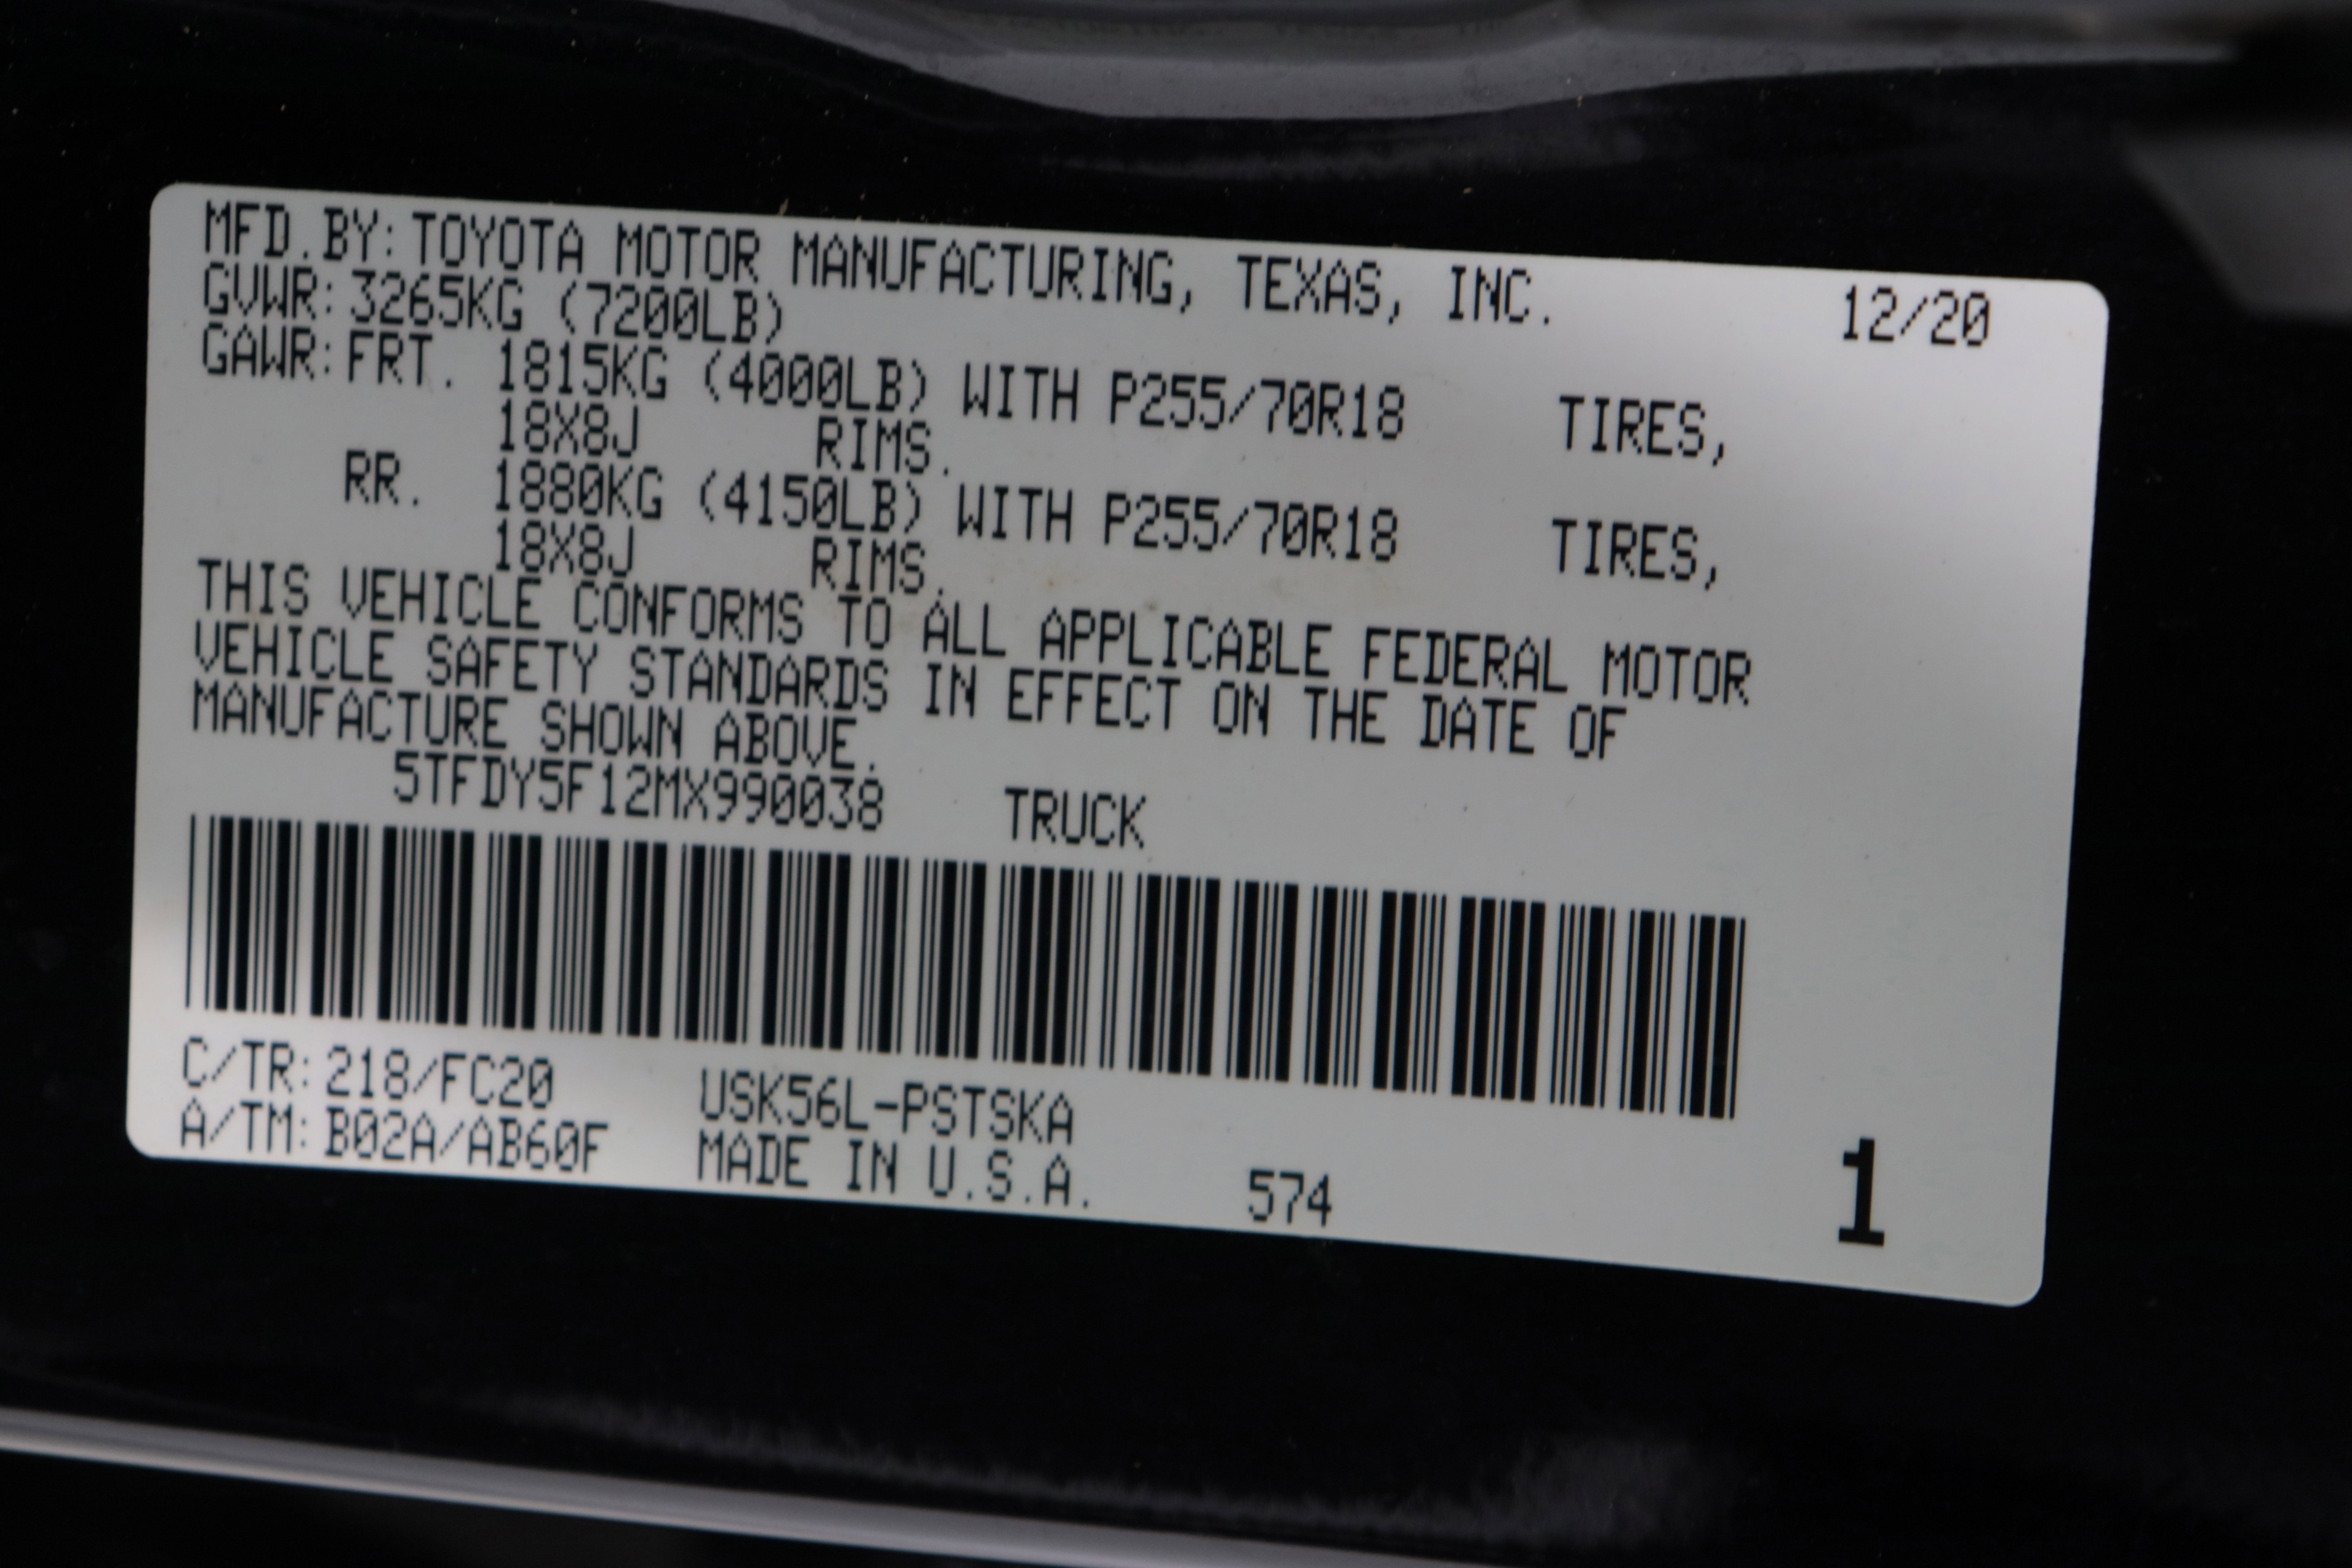 MFD.BY:TOYOTA MOTOR MANUFACTURING, TEXAS, INC. 12/20
GVWR:3265KG (7200LB)
GAWR:FRT. 1815KG (4000LB) WITH P255/70R18 TIRES,
18X8J RIMS.
RR. 1880KG (4150LB) WITH P255/70R18 TIRES,
18X8J RIMS.
THIS VEHICLE CONFORMS TO ALL APPLICABLE FEDERAL MOTOR
VEHICLE SAFETY STANDARDS IN EFFECT ON THE DATE OF
MANUFACTURE SHOWN ABOVE.
5TFDY5F12MX990038 TRUCK
C/TR:218/FC20 USK56L-PSTSKA
A/TM:B02A/AB60F MADE IN U.S.A. 574 1